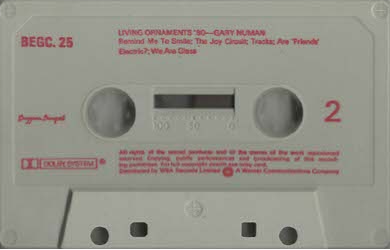 LIVING ORNAMENTS '80—GARY NUMAN
BEGC. 25
Remind Me To Smile; The Joy Circuit; Tracks; Are 'Friends'
Electric?; We Are Glass
2
100 50 0
Beggars Banquet
All rights of the record producer and of the owner of the work reproduced
reserved. Copying, public performance and broadcasting of this record-
ing prohibited.
DOLBY SYSTEM ®
Distributed by WEA Records Limited A Warner Communications Company